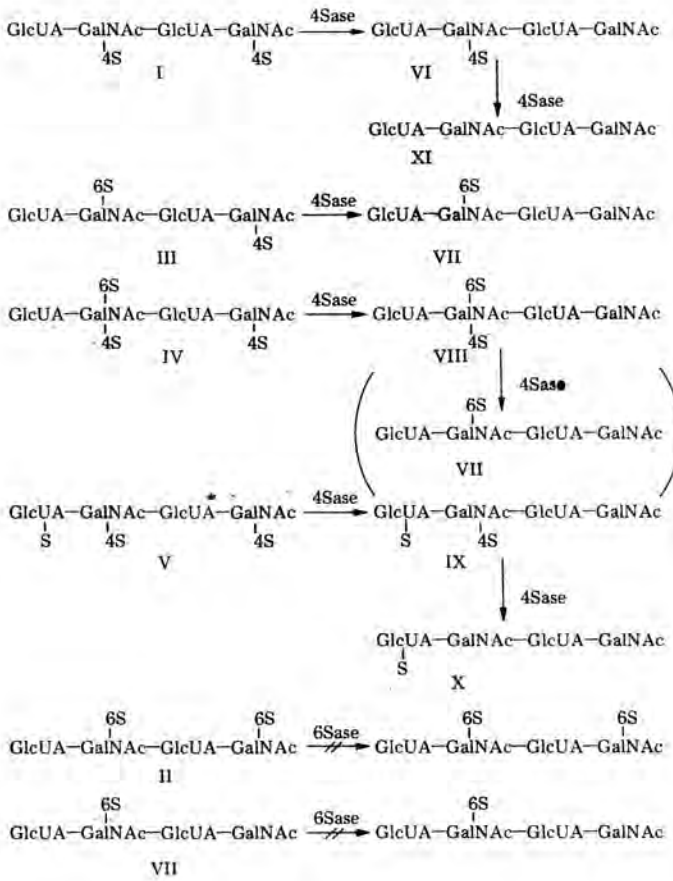 4Sase
GlcUA—GalNAc—GlcUA—GalNAc GlcUA—GalNAc—GlcUA—GalNAc
4S 4S 4S
I VI
4Sase
GlcUA—GalNAc—GlcUA—GalNAc
XI
6S 6S
4Sase
GlcUA—GalNAc—GlcUA—GalNAc GlcUA—GalNAc—GlcUA—GalNAc
4S
III VII
6S 6S
4Sase
GlcUA—GalNAc—GlcUA—GalNAc GlcUA—GalNAc—GlcUA—GalNAc
4S 4S 4S
IV VIII
4Sase
6S
GlcUA—GalNAc—GlcUA—GalNAc
VII
4Sase
GlcUA—GalNAc—GlcUA—GalNAc GlcUA—GalNAc—GlcUA—GalNAc
S 4S 4S S 4S
V IX
4Sase
GlcUA—GalNAc—GlcUA—GalNAc
S
X
6S 6S 6S 6S
6Sase
GlcUA—GalNAc—GlcUA—GalNAc GlcUA—GalNAc—GlcUA—GalNAc
II
6S 6S
6Sase
GlcUA—GalNAc—GlcUA—GalNAc GlcUA—GalNAc—GlcUA—GalNAc
VII